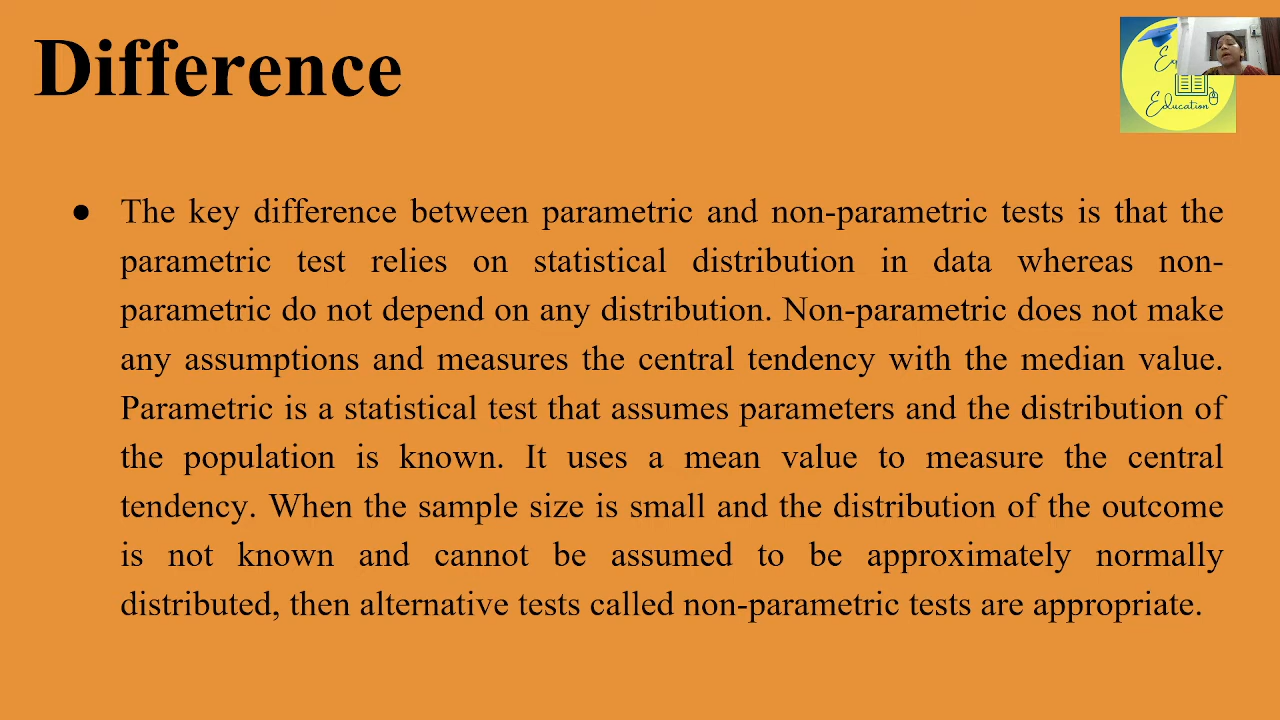 Difference
Education
● The key difference between parametric and non-parametric tests is that the
parametric test relies on statistical distribution in data whereas non-
parametric do not depend on any distribution. Non-parametric does not make
any assumptions and measures the central tendency with the median value.
Parametric is a statistical test that assumes parameters and the distribution of
the population is known. It uses a mean value to measure the central
tendency. When the sample size is small and the distribution of the outcome
is not known and cannot be assumed to be approximately normally
distributed, then alternative tests called non-parametric tests are appropriate.